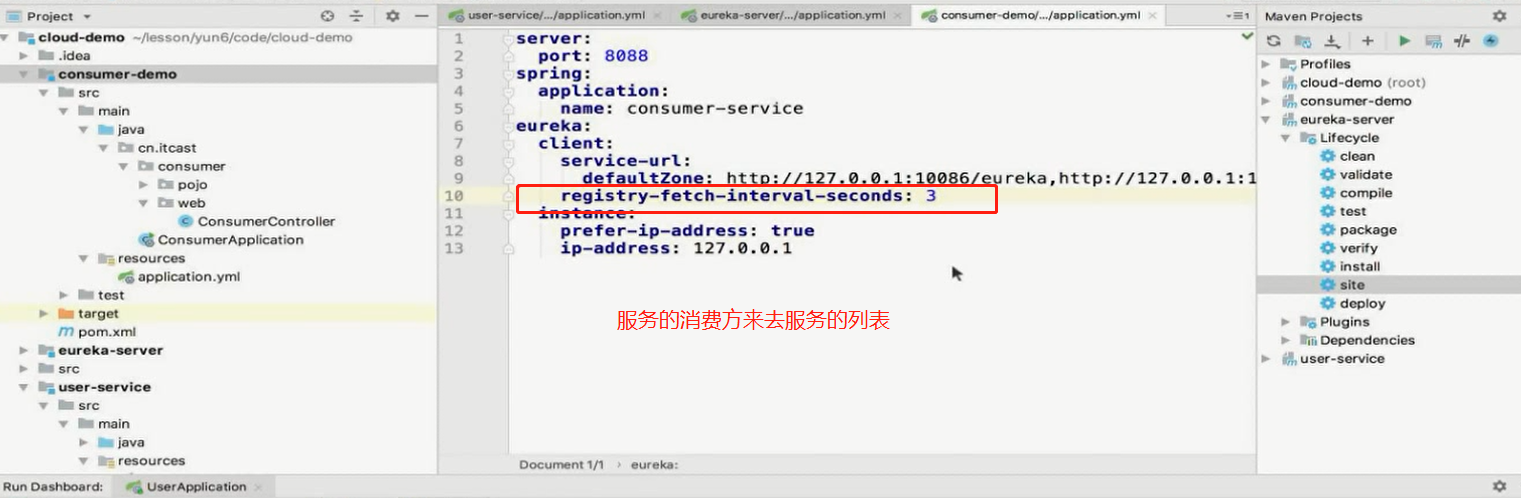 Project
cloud-demo ~/lesson/yun6/code/cloud-demo
.idea
consumer-demo
src
main
java
cn.itcast
consumer
pojo
web
ConsumerController
ConsumerApplication
resources
application.yml
test
target
pom.xml
eureka-server
src
user-service
src
main
java
resources
user-service/.../application.yml
eureka-server/.../application.yml
consumer-demo/.../application.yml
1 server:
2 port: 8088
3 spring:
4 application:
5 name: consumer-service
6 eureka:
7 client:
8 service-url:
9 defaultZone: http://127.0.0.1:10086/eureka,http://127.0.0.1:1
10 registry-fetch-interval-seconds: 3
11 instance:
12 prefer-ip-address: true
13 ip-address: 127.0.0.1
服务的消费方来去服务的列表
Document 1/1 › eureka:
Maven Projects
Profiles
cloud-demo (root)
consumer-demo
eureka-server
Lifecycle
clean
validate
compile
test
package
verify
install
site
deploy
Plugins
Dependencies
user-service
Run Dashboard:
UserApplication